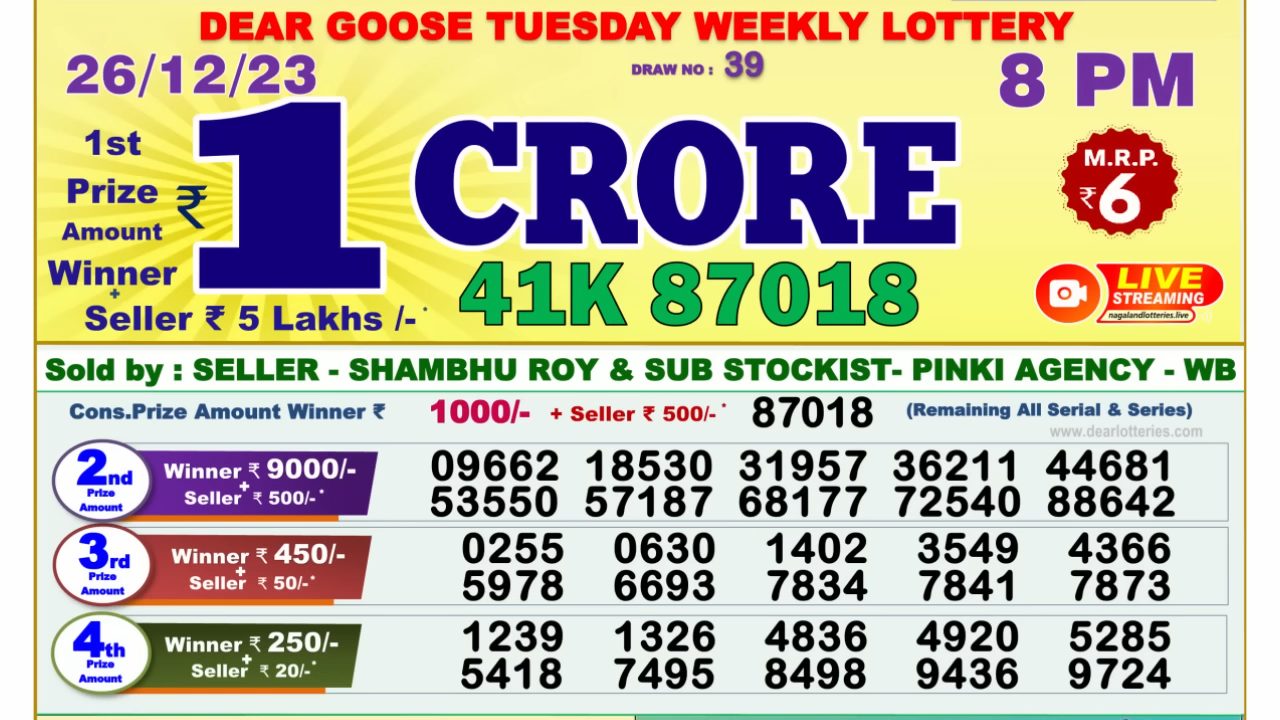 DEAR GOOSE TUESDAY WEEKLY LOTTERY
26/12/23
DRAW NO : 39
8 PM
1st
Prize
Amount
Winner
+
Seller ₹ 5 Lakhs /-*
₹ 1 CRORE
41K 87018
M.R.P.
₹ 6
LIVE
STREAMING
nagalandlotteries.live
Sold by : SELLER - SHAMBHU ROY & SUB STOCKIST- PINKI AGENCY - WB
Cons.Prize Amount Winner ₹ 1000/- + Seller ₹ 500/-* 87018 (Remaining All Serial & Series)
www.dearlotteries.com
2nd
Prize
Amount
Winner ₹ 9000/-
+
Seller ₹ 500/-*
09662 18530 31957 36211 44681
53550 57187 68177 72540 88642
3rd
Prize
Amount
Winner ₹ 450/-
+
Seller ₹ 50/-*
0255 0630 1402 3549 4366
5978 6693 7834 7841 7873
4th
Prize
Amount
Winner ₹ 250/-
+
Seller ₹ 20/-*
1239 1326 4836 4920 5285
5418 7495 8498 9436 9724